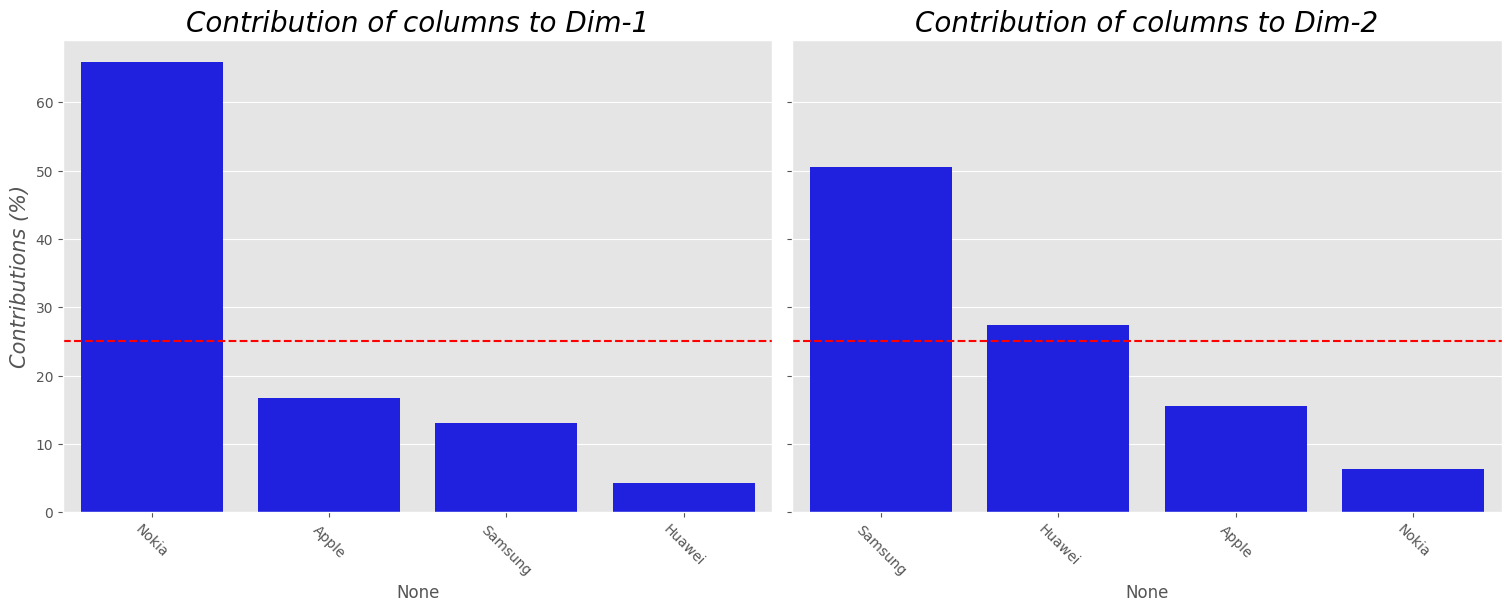 Contribution of columns to Dim-1
Contributions (%)
60
50
40
30
20
10
0
Nokia
Apple
Samsung
Huawei
None
Contribution of columns to Dim-2
Samsung
Huawei
Apple
Nokia
None